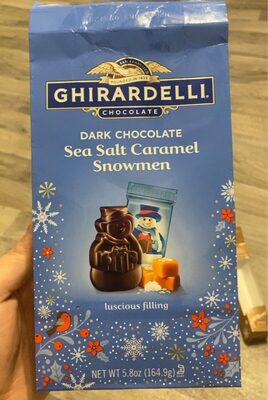 GHIRARDELLI
CHOCOLATE
DARK CHOCOLATE
Sea Salt Caramel
Snowmen
luscious filling
NET WT 5.8oz (164.9g)